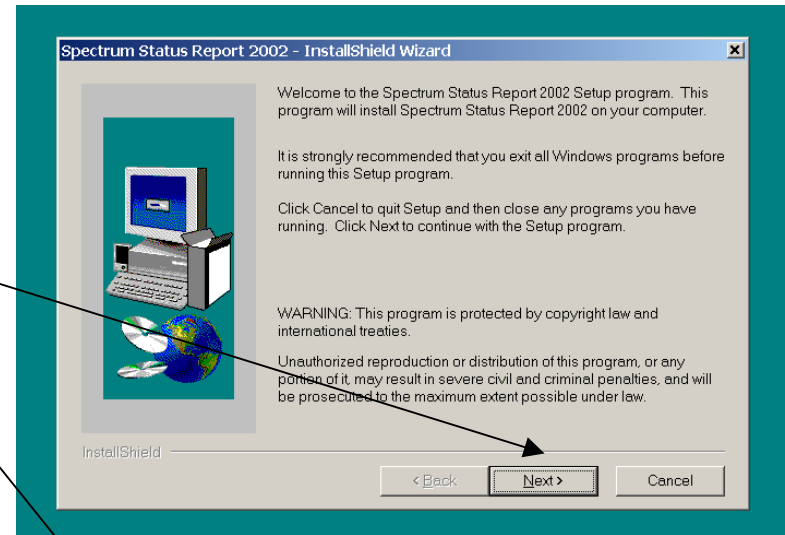 Spectrum Status Report 2002 - InstallShield Wizard
Welcome to the Spectrum Status Report 2002 Setup program. This
program will install Spectrum Status Report 2002 on your computer.
It is strongly recommended that you exit all Windows programs before
running this Setup program.
Click Cancel to quit Setup and then close any programs you have
running. Click Next to continue with the Setup program.
WARNING: This program is protected by copyright law and
international treaties.
Unauthorized reproduction or distribution of this program, or any
portion of it, may result in severe civil and criminal penalties, and will
be prosecuted to the maximum extent possible under law.
InstallShield
< Back
Next >
Cancel